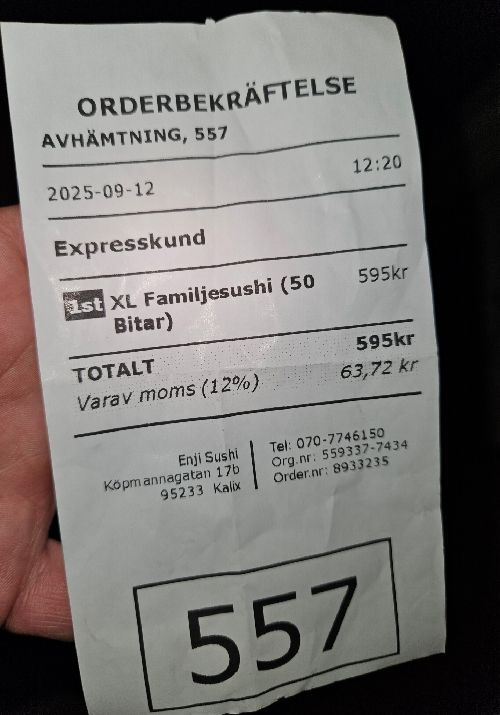 ORDERBEKRÄFTELSE
AVHÄMTNING, 557
2025-09-12 12:20
Expresskund
1st XL Familjesushi (50 595kr
Bitar)
TOTALT 595kr
Varav moms (12%) 63,72 kr
Enji Sushi
Köpmannagatan 17b
95233 Kalix
Tel: 070-7746150
Org.nr: 559337-7434
Order.nr: 8933235
557